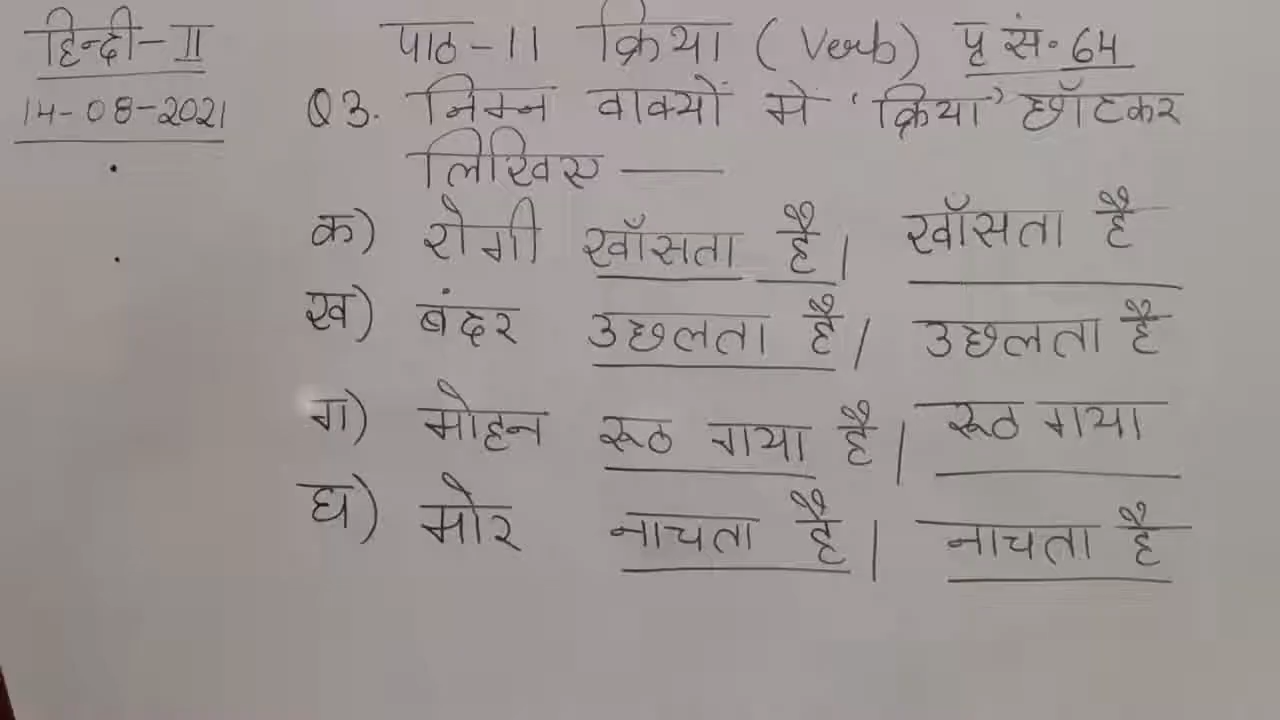 हिन्दी-II
14-08-2021
पाठ-11 क्रिया (Verb) पृ सं. 64
Q3. निम्न वाक्यों मे 'क्रिया' छाँटकर
लिखिए —
क) रोगी खाँसता है। खाँसता है
ख) बंदर उछलता है। उछलता है
ग) मोहन रूठ गया है। रूठ गया
घ) मोर नाचता है। नाचता है